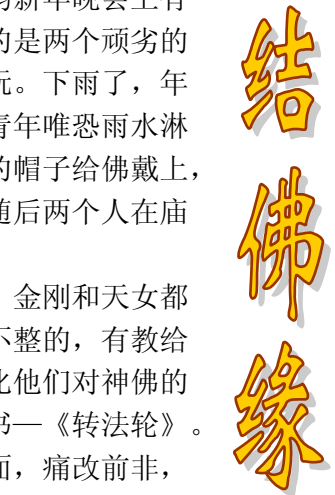 的新年晚会上有
的是两个顽劣的
玩。下雨了，年
青年唯恐雨水淋
的帽子给佛戴上，
随后两个人在庙
金刚和天女都
不整的，有教给
化他们对神佛的
书—《转法轮》。
面，痛改前非，
结佛缘